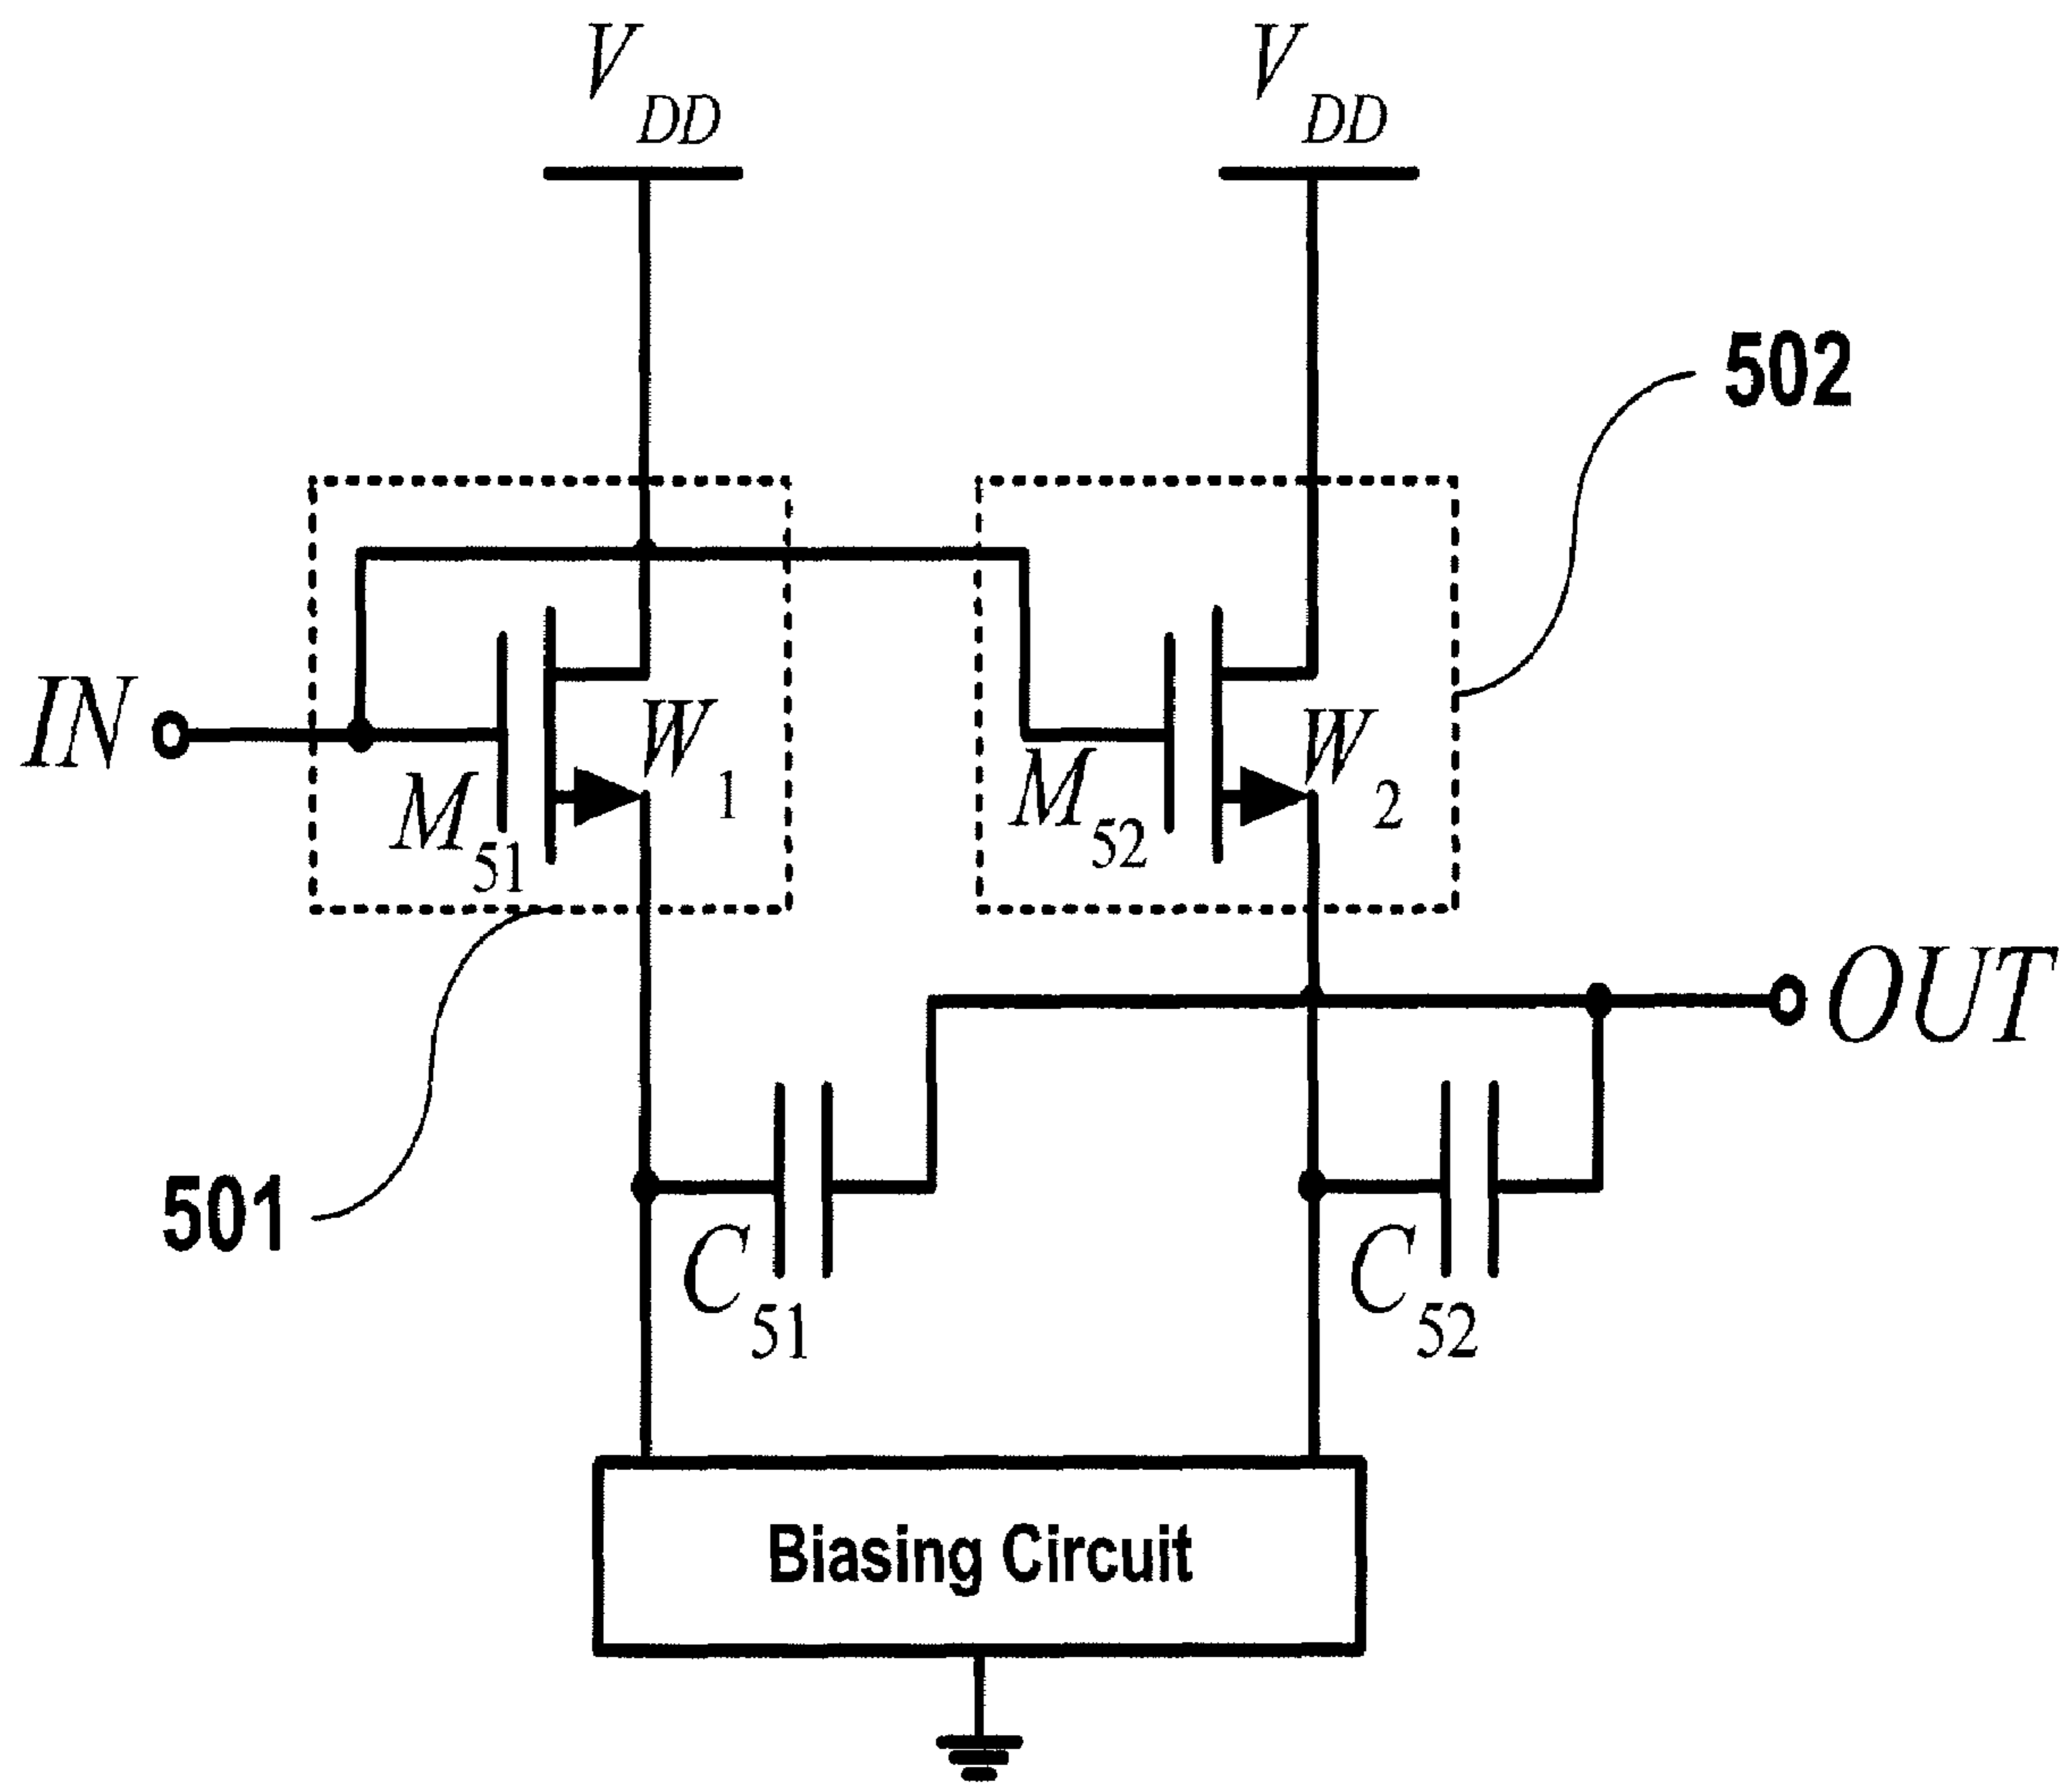 V DD
V DD
502
IN
M 51
W 1
M 52
W 2
OUT
501
C 51
C 52
Biasing Circuit